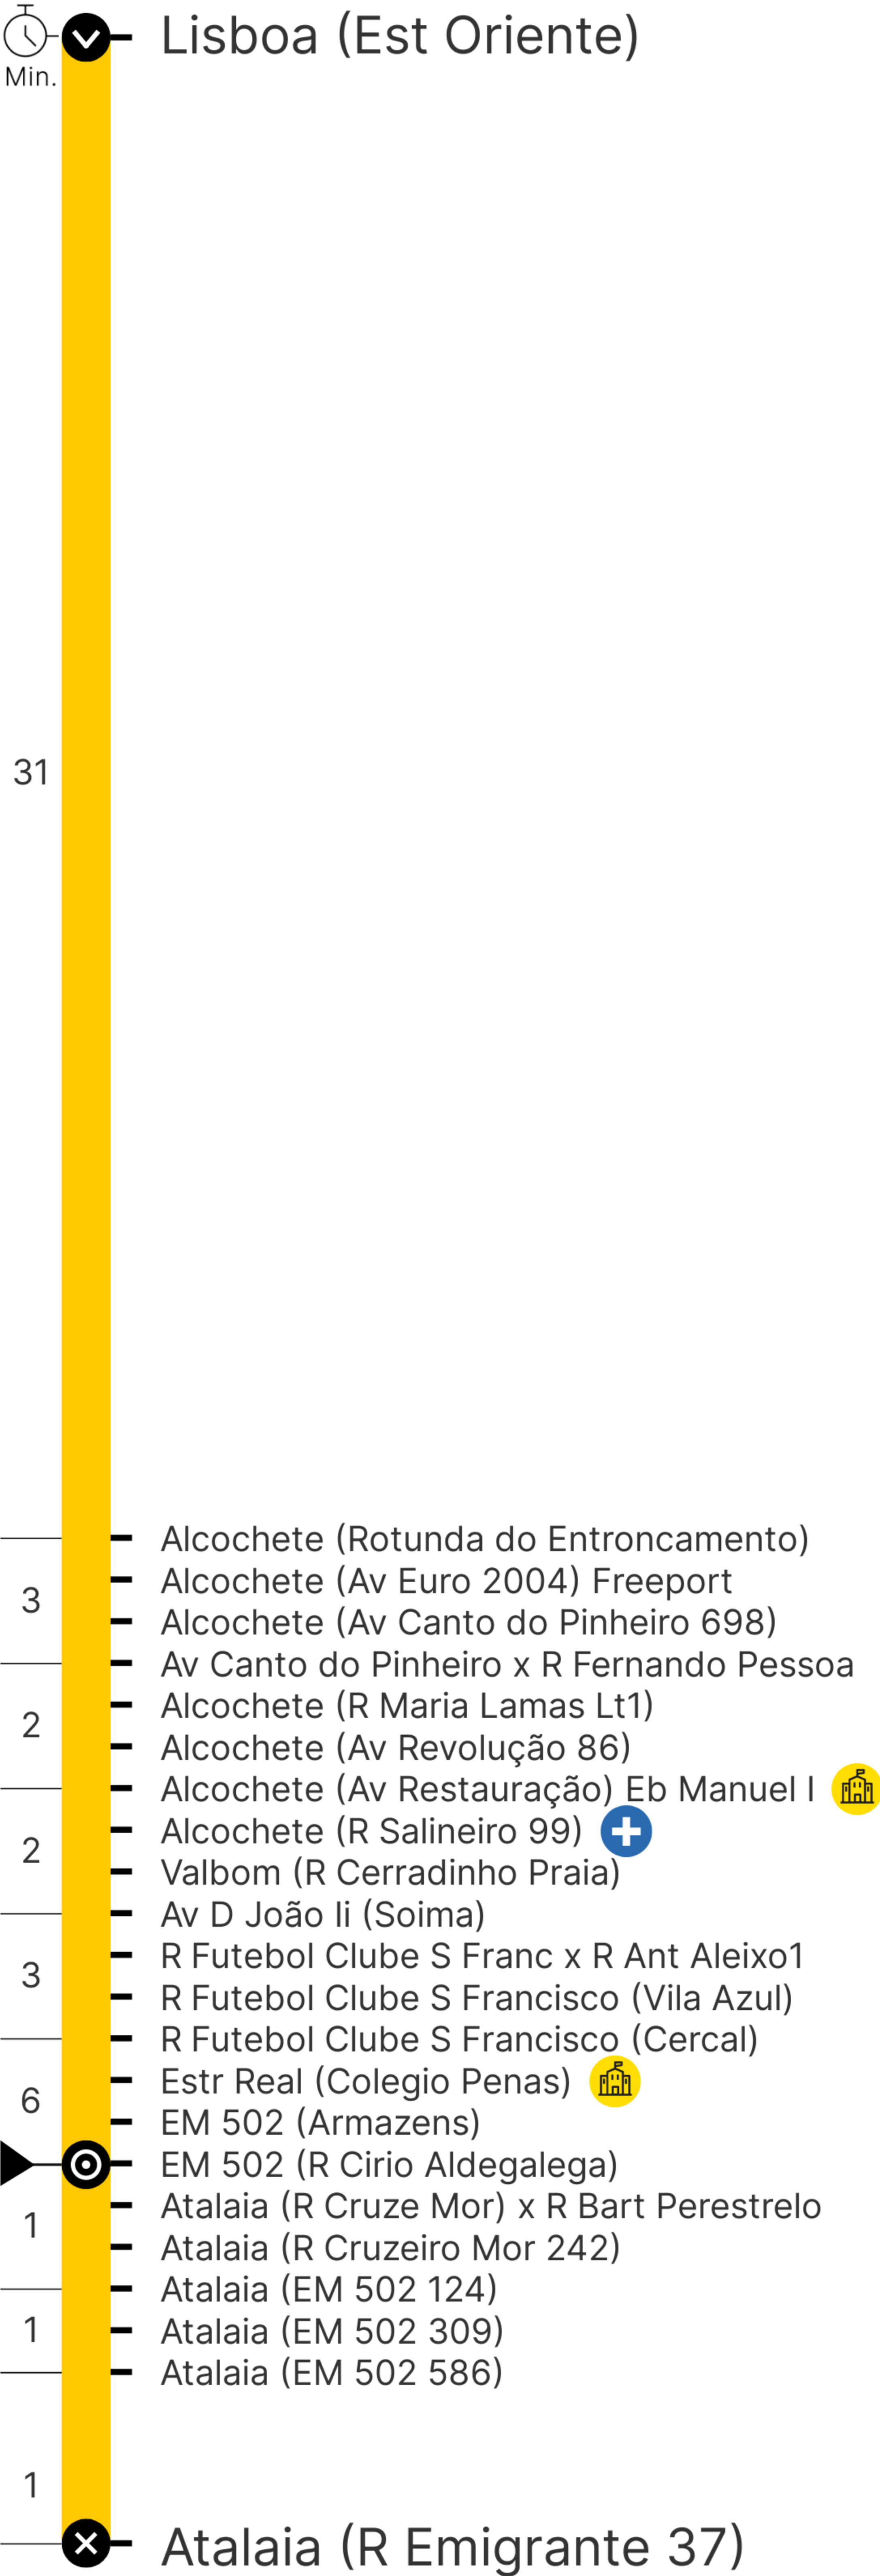 Lisboa (Est Oriente)
Min.
31
Alcochete (Rotunda do Entroncamento)
Alcochete (Av Euro 2004) Freeport
3
Alcochete (Av Canto do Pinheiro 698)
Av Canto do Pinheiro x R Fernando Pessoa
Alcochete (R Maria Lamas Lt1)
2
Alcochete (Av Revolução 86)
Alcochete (Av Restauração) Eb Manuel I
Alcochete (R Salineiro 99)
2
Valbom (R Cerradinho Praia)
Av D João Ii (Soima)
R Futebol Clube S Franc x R Ant Aleixo1
3
R Futebol Clube S Francisco (Vila Azul)
R Futebol Clube S Francisco (Cercal)
Estr Real (Colegio Penas)
6
EM 502 (Armazens)
EM 502 (R Cirio Aldegalega)
Atalaia (R Cruze Mor) x R Bart Perestrelo
1
Atalaia (R Cruzeiro Mor 242)
Atalaia (EM 502 124)
1
Atalaia (EM 502 309)
Atalaia (EM 502 586)
1
Atalaia (R Emigrante 37)